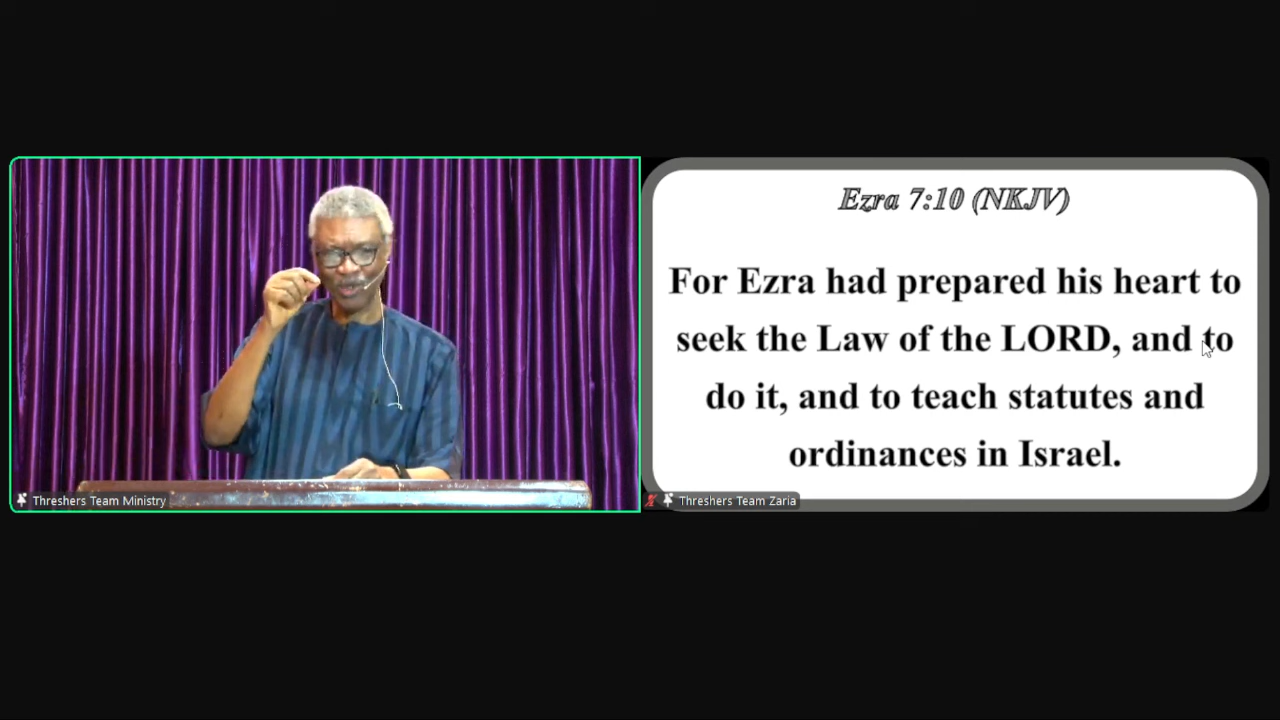 Ezra 7:10 (NKJV)
For Ezra had prepared his heart to
seek the Law of the LORD, and to
do it, and to teach statutes and
ordinances in Israel.
Threshers Team Ministry
Threshers Team Zaria